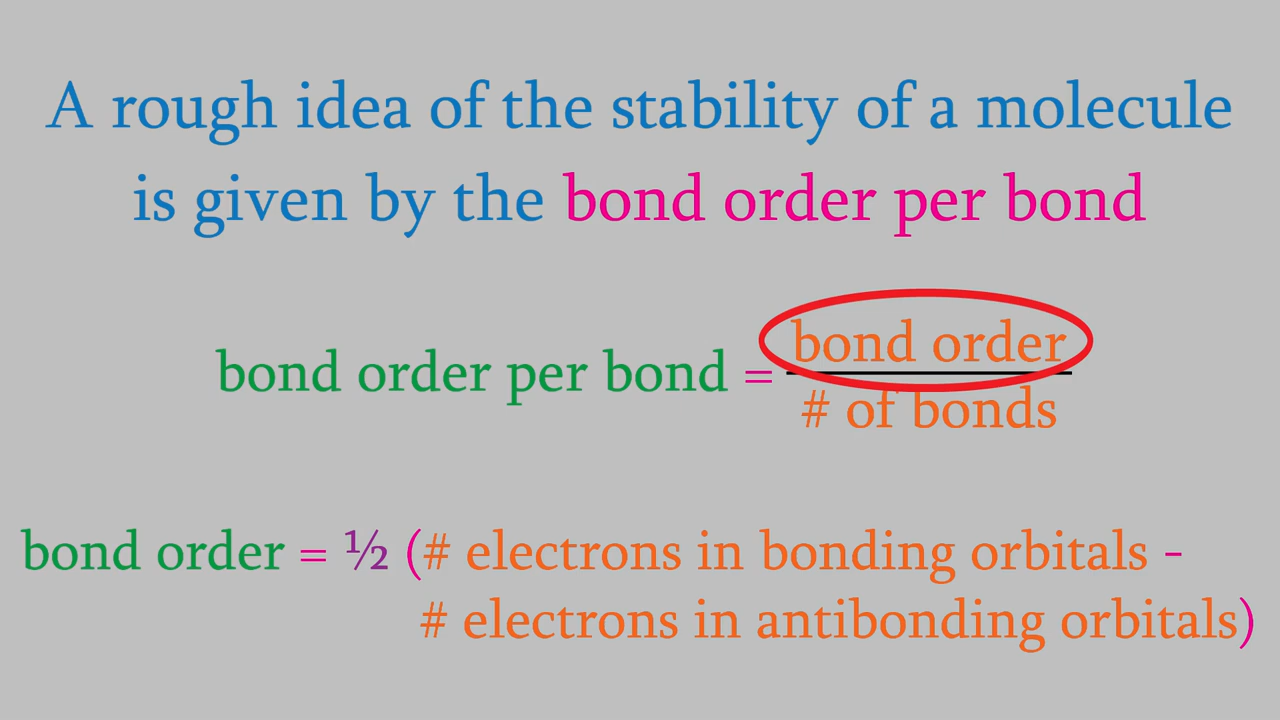 A rough idea of the stability of a molecule
is given by the bond order per bond
bond order per bond = bond order
# of bonds
bond order = ½ (# electrons in bonding orbitals -
# electrons in antibonding orbitals)